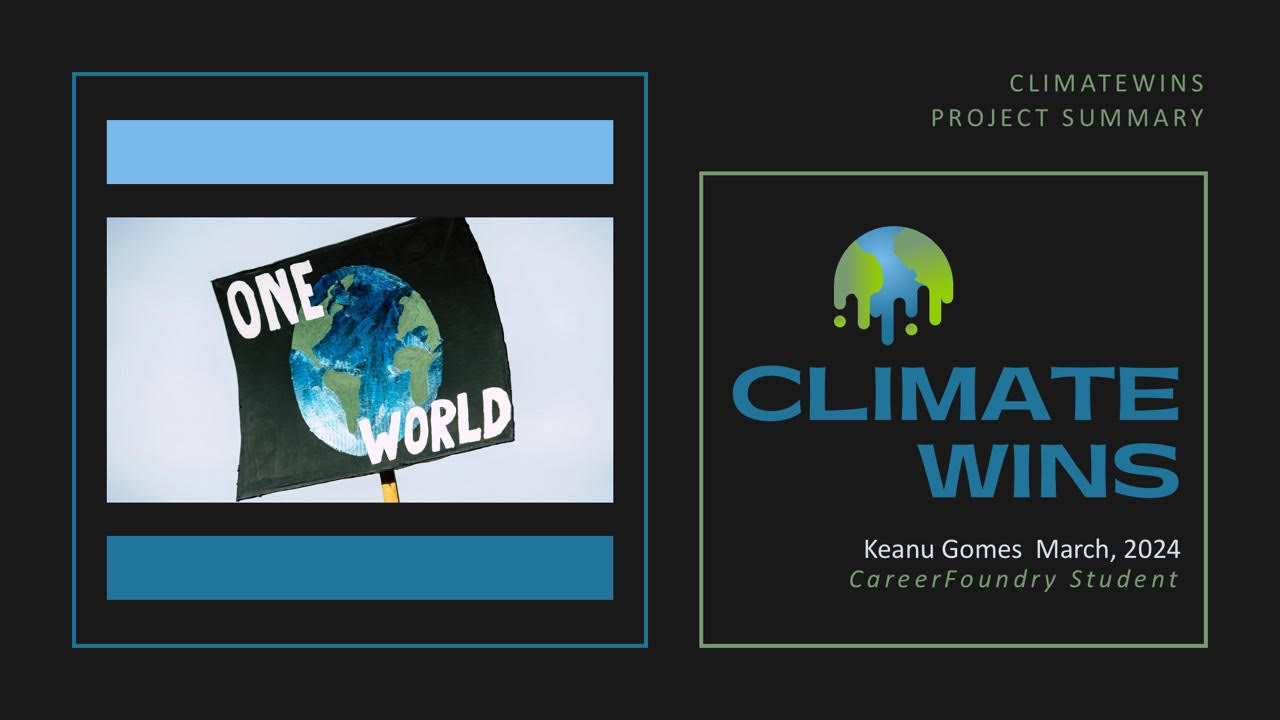 ONE
WORLD
CLIMATEWINS
PROJECT SUMMARY
CLIMATE
WINS
Keanu Gomes  March, 2024
CareerFoundry Student